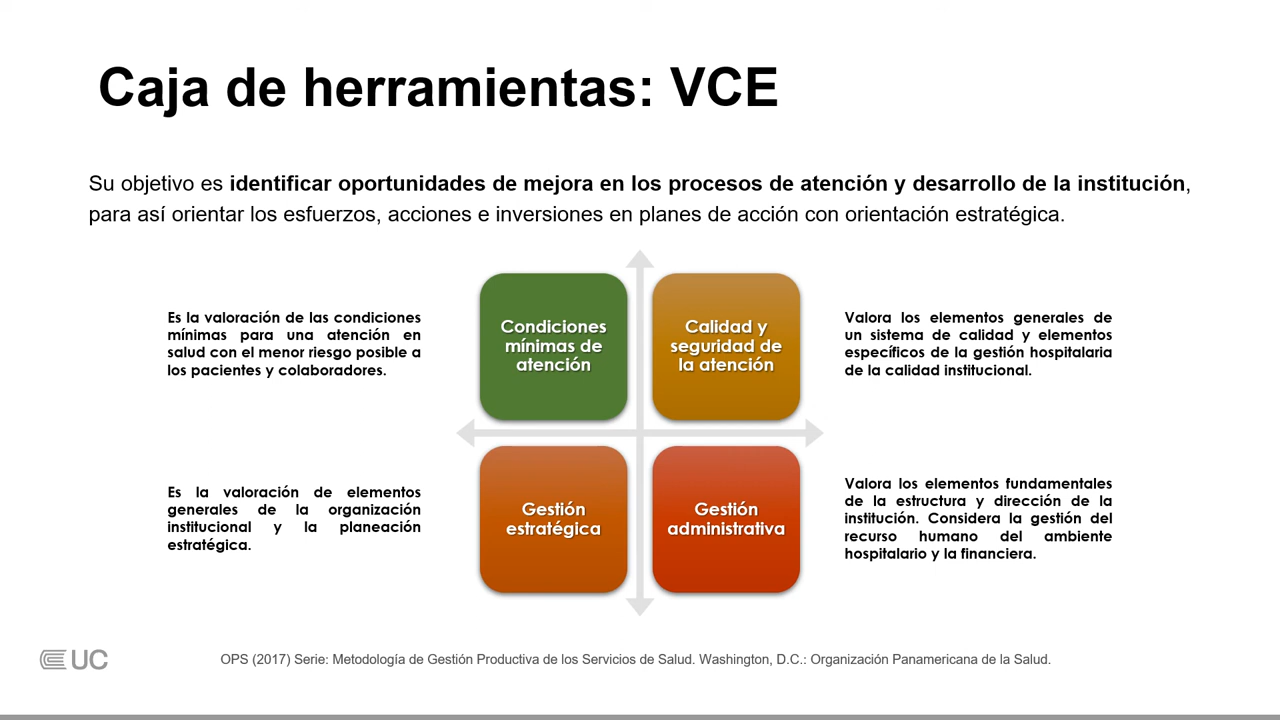 Caja de herramientas: VCE
Su objetivo es identificar oportunidades de mejora en los procesos de atención y desarrollo de la institución,
para así orientar los esfuerzos, acciones e inversiones en planes de acción con orientación estratégica.
Es la valoración de las condiciones
mínimas para una atención en
salud con el menor riesgo posible a
los pacientes y colaboradores.
Condiciones
mínimas de
atención
Calidad y
seguridad de
la atención
Valora los elementos generales de
un sistema de calidad y elementos
específicos de la gestión hospitalaria
de la calidad institucional.
Es la valoración de elementos
generales de la organización
institucional y la planeación
estratégica.
Gestión
estratégica
Gestión
administrativa
Valora los elementos fundamentales
de la estructura y dirección de la
institución. Considera la gestión del
recurso humano del ambiente
hospitalario y la financiera.
UC
OPS (2017) Serie: Metodología de Gestión Productiva de los Servicios de Salud. Washington, D.C.: Organización Panamericana de la Salud.